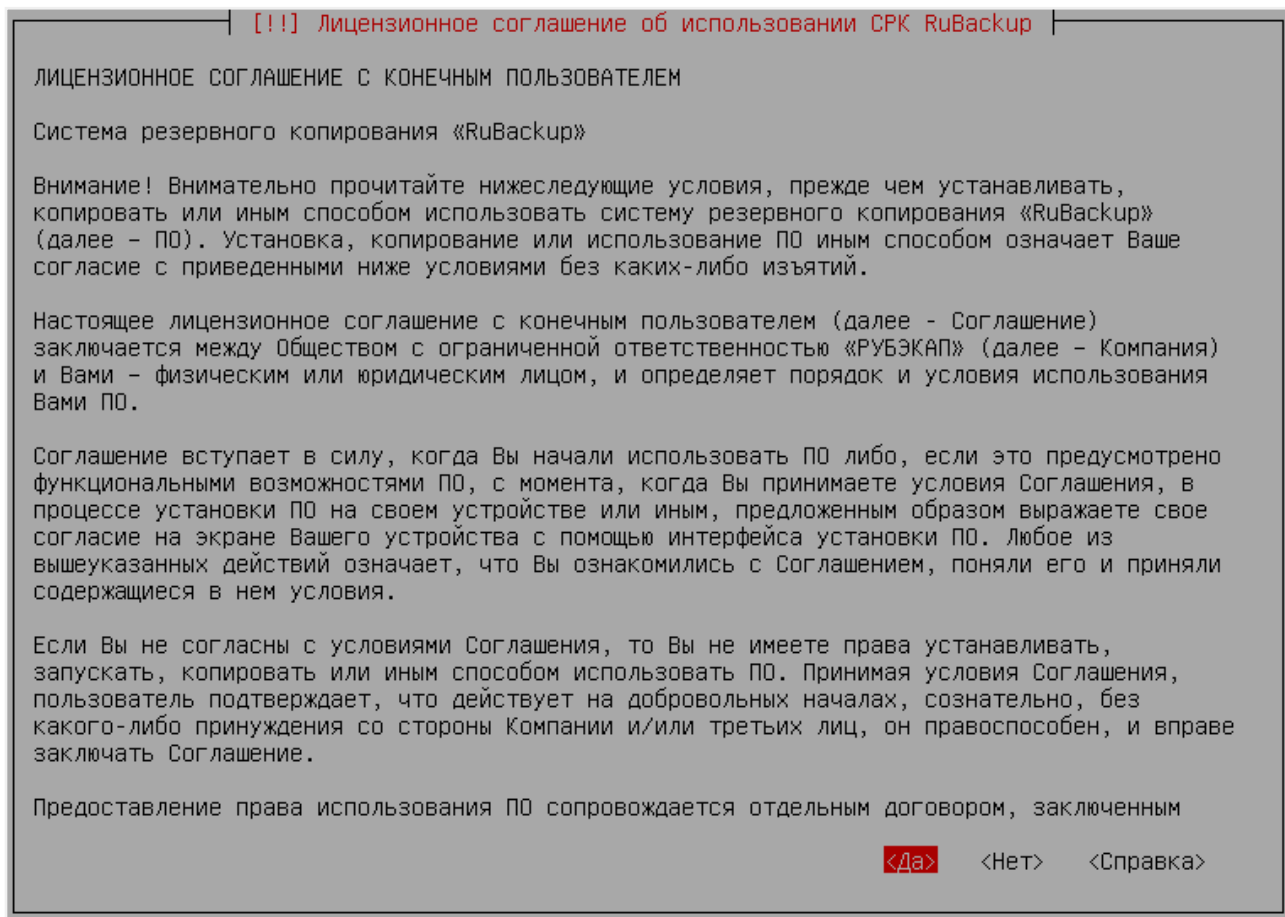 [!!] Лицензионное соглашение об использовании СРК RuBackup
ЛИЦЕНЗИОННОЕ СОГЛАШЕНИЕ С КОНЕЧНЫМ ПОЛЬЗОВАТЕЛЕМ
Система резервного копирования «RuBackup»
Внимание! Внимательно прочитайте нижеследующие условия, прежде чем устанавливать,
копировать или иным способом использовать систему резервного копирования «RuBackup»
(далее – ПО). Установка, копирование или использование ПО иным способом означает Ваше
согласие с приведенными ниже условиями без каких-либо изъятий.
Настоящее лицензионное соглашение с конечным пользователем (далее - Соглашение)
заключается между Обществом с ограниченной ответственностью «РУБЭКАП» (далее – Компания)
и Вами – физическим или юридическим лицом, и определяет порядок и условия использования
Вами ПО.
Соглашение вступает в силу, когда Вы начали использовать ПО либо, если это предусмотрено
функциональными возможностями ПО, с момента, когда Вы принимаете условия Соглашения, в
процессе установки ПО на своем устройстве или иным, предложенным образом выражаете свое
согласие на экране Вашего устройства с помощью интерфейса установки ПО. Любое из
вышеуказанных действий означает, что Вы ознакомились с Соглашением, поняли его и приняли
содержащиеся в нем условия.
Если Вы не согласны с условиями Соглашения, то Вы не имеете права устанавливать,
запускать, копировать или иным способом использовать ПО. Принимая условия Соглашения,
пользователь подтверждает, что действует на добровольных началах, сознательно, без
какого-либо принуждения со стороны Компании и/или третьих лиц, он правоспособен, и вправе
заключать Соглашение.
Предоставление права использования ПО сопровождается отдельным договором, заключенным
<Да> <Нет> <Справка>